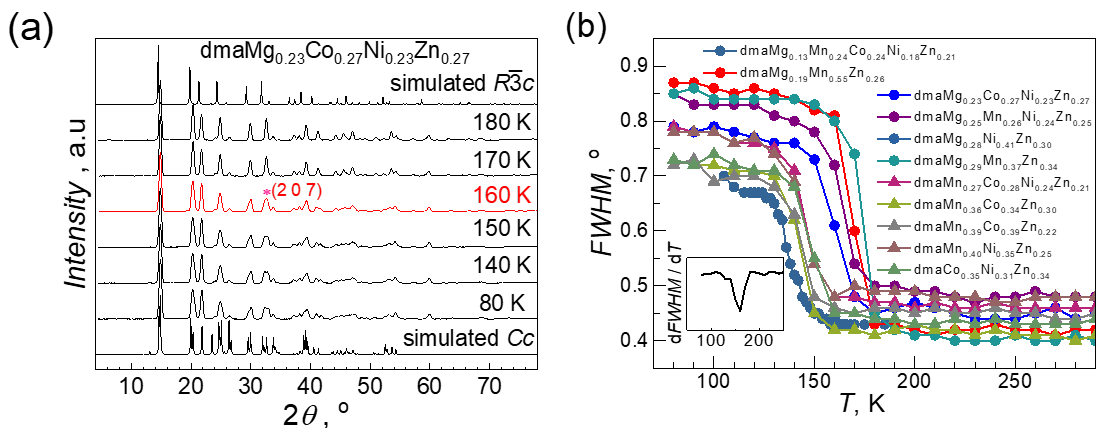 (a)
dmaMg0.23Co0.27Ni0.23Zn0.27
simulated R3̅c
180 K
170 K
160 K
*(2 0 7)
150 K
140 K
80 K
simulated Cc
Intensity , a.u
10 20 30 40 50 60 70
2θ , °
(b)
dmaMg0.13Mn0.24Co0.24Ni0.18Zn0.21
dmaMg0.19Mn0.55Zn0.26
dmaMg0.23Co0.27Ni0.23Zn0.27
dmaMg0.25Mn0.26Ni0.24Zn0.25
dmaMg0.28Ni0.41Zn0.30
dmaMg0.29Mn0.37Zn0.34
dmaMn0.27Co0.28Ni0.24Zn0.21
dmaMn0.36Co0.34Zn0.30
dmaMn0.39Co0.39Zn0.22
dmaMn0.40Ni0.35Zn0.25
dmaCo0.35Ni0.31Zn0.34
FWHM, °
0.9
0.8
0.7
0.6
0.5
0.4
dFWHM / dT
100 200
100 150 200 250
T, K